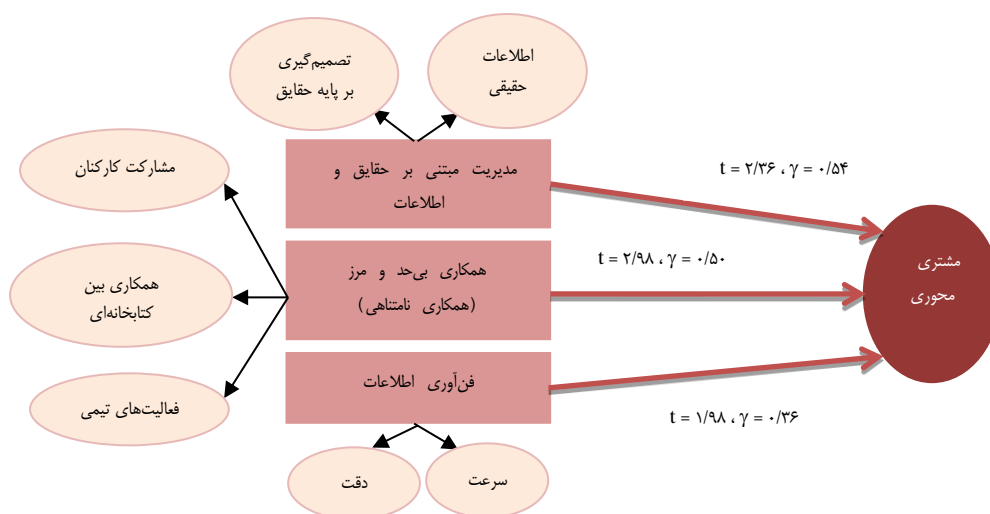 تصمیم‌گیری
بر پایه حقایق
اطلاعات
حقیقی
مشارکت کارکنان
مدیریت مبتنی بر حقایق و
اطلاعات
t = ۲/۳۶ ، γ = ۰/۵۴
همکاری بین
کتابخانه‌ای
همکاری بی‌حد و مرز
(همکاری نامتناهی)
t = ۲/۹۸ ، γ = ۰/۵۰
مشتری
محوری
فعالیت‌های تیمی
فن‌آوری اطلاعات
t = ۱/۹۸ ، γ = ۰/۳۶
دقت
سرعت